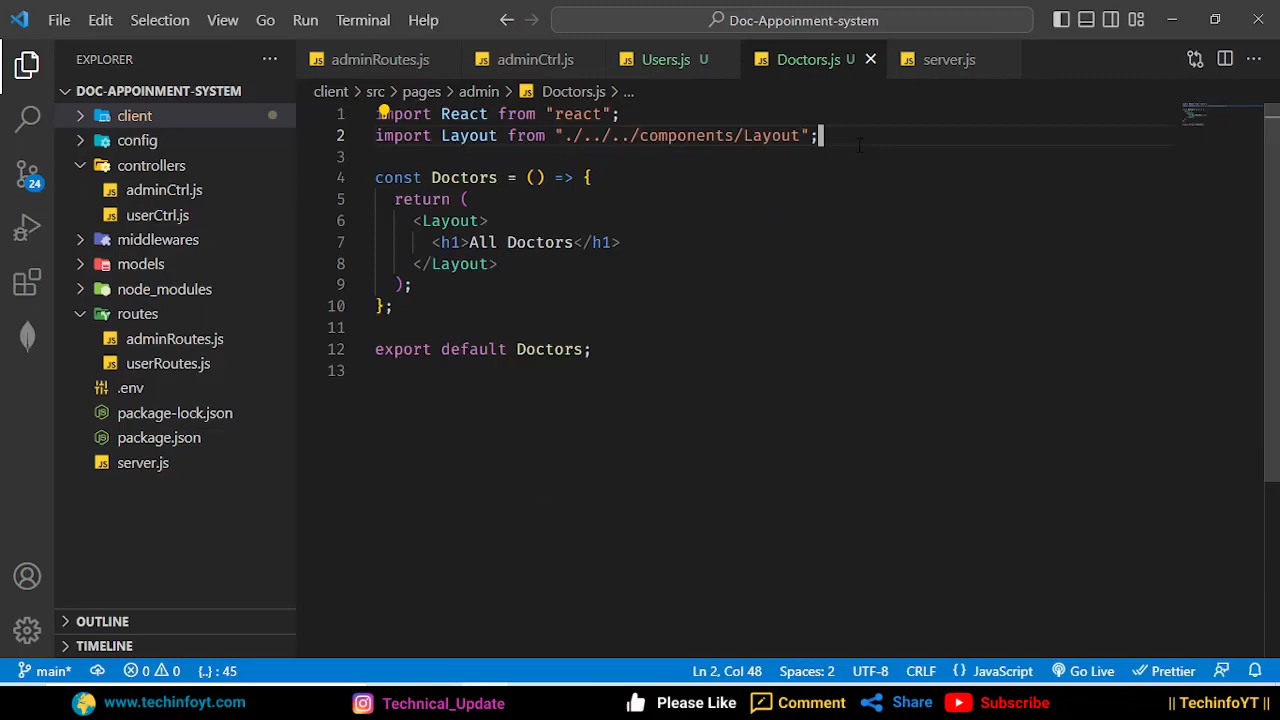 File Edit Selection View Go Run Terminal Help
Doc-Appoinment-system
EXPLORER
adminRoutes.js
adminCtrl.js
Users.js U
Doctors.js U
server.js
client > src > pages > admin > Doctors.js > ...
DOC-APPOINMENT-SYSTEM
client
config
controllers
adminCtrl.js
userCtrl.js
middlewares
models
node_modules
routes
adminRoutes.js
userRoutes.js
.env
package-lock.json
package.json
server.js
OUTLINE
TIMELINE
24
1 import React from "react";
2 import Layout from "./../../components/Layout";
3
4 const Doctors = () => {
5 return (
6 <Layout>
7 <h1>All Doctors</h1>
8 </Layout>
9 );
10 };
11
12 export default Doctors;
13
main* 0 0 {..} : 45 Ln 2, Col 48 Spaces: 2 UTF-8 CRLF {} JavaScript Go Live Prettier
www.techinfoyt.com Technical_Update Please Like Comment Share Subscribe || TechinfoYT ||